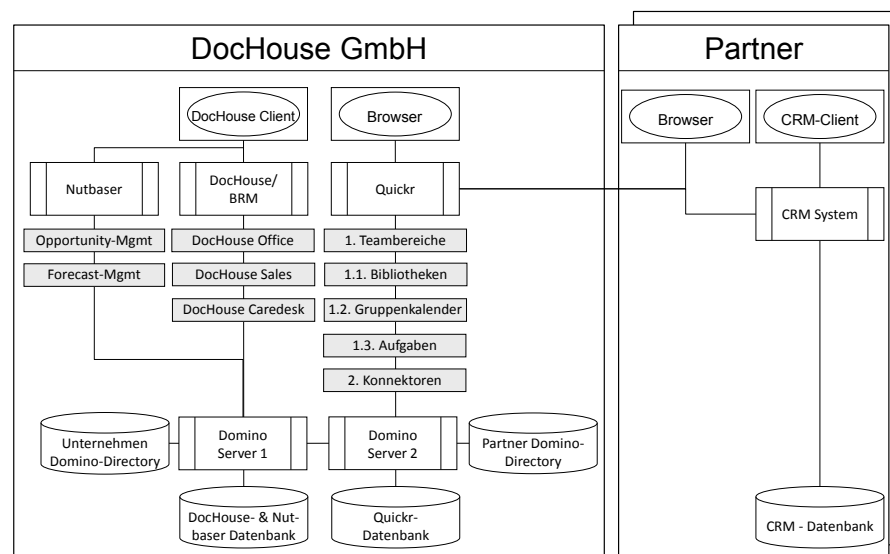 DocHouse GmbH
Partner
DocHouse Client
Browser
Browser
CRM-Client
Nutbaser
DocHouse/
BRM
Quickr
CRM System
Opportunity-Mgmt
DocHouse Office
1. Teambereiche
Forecast-Mgmt
DocHouse Sales
1.1. Bibliotheken
DocHouse Caredesk
1.2. Gruppenkalender
1.3. Aufgaben
2. Konnektoren
Unternehmen
Domino-Directory
Domino
Server 1
Domino
Server 2
Partner Domino-
Directory
DocHouse- & Nut-
baser Datenbank
Quickr-
Datenbank
CRM - Datenbank